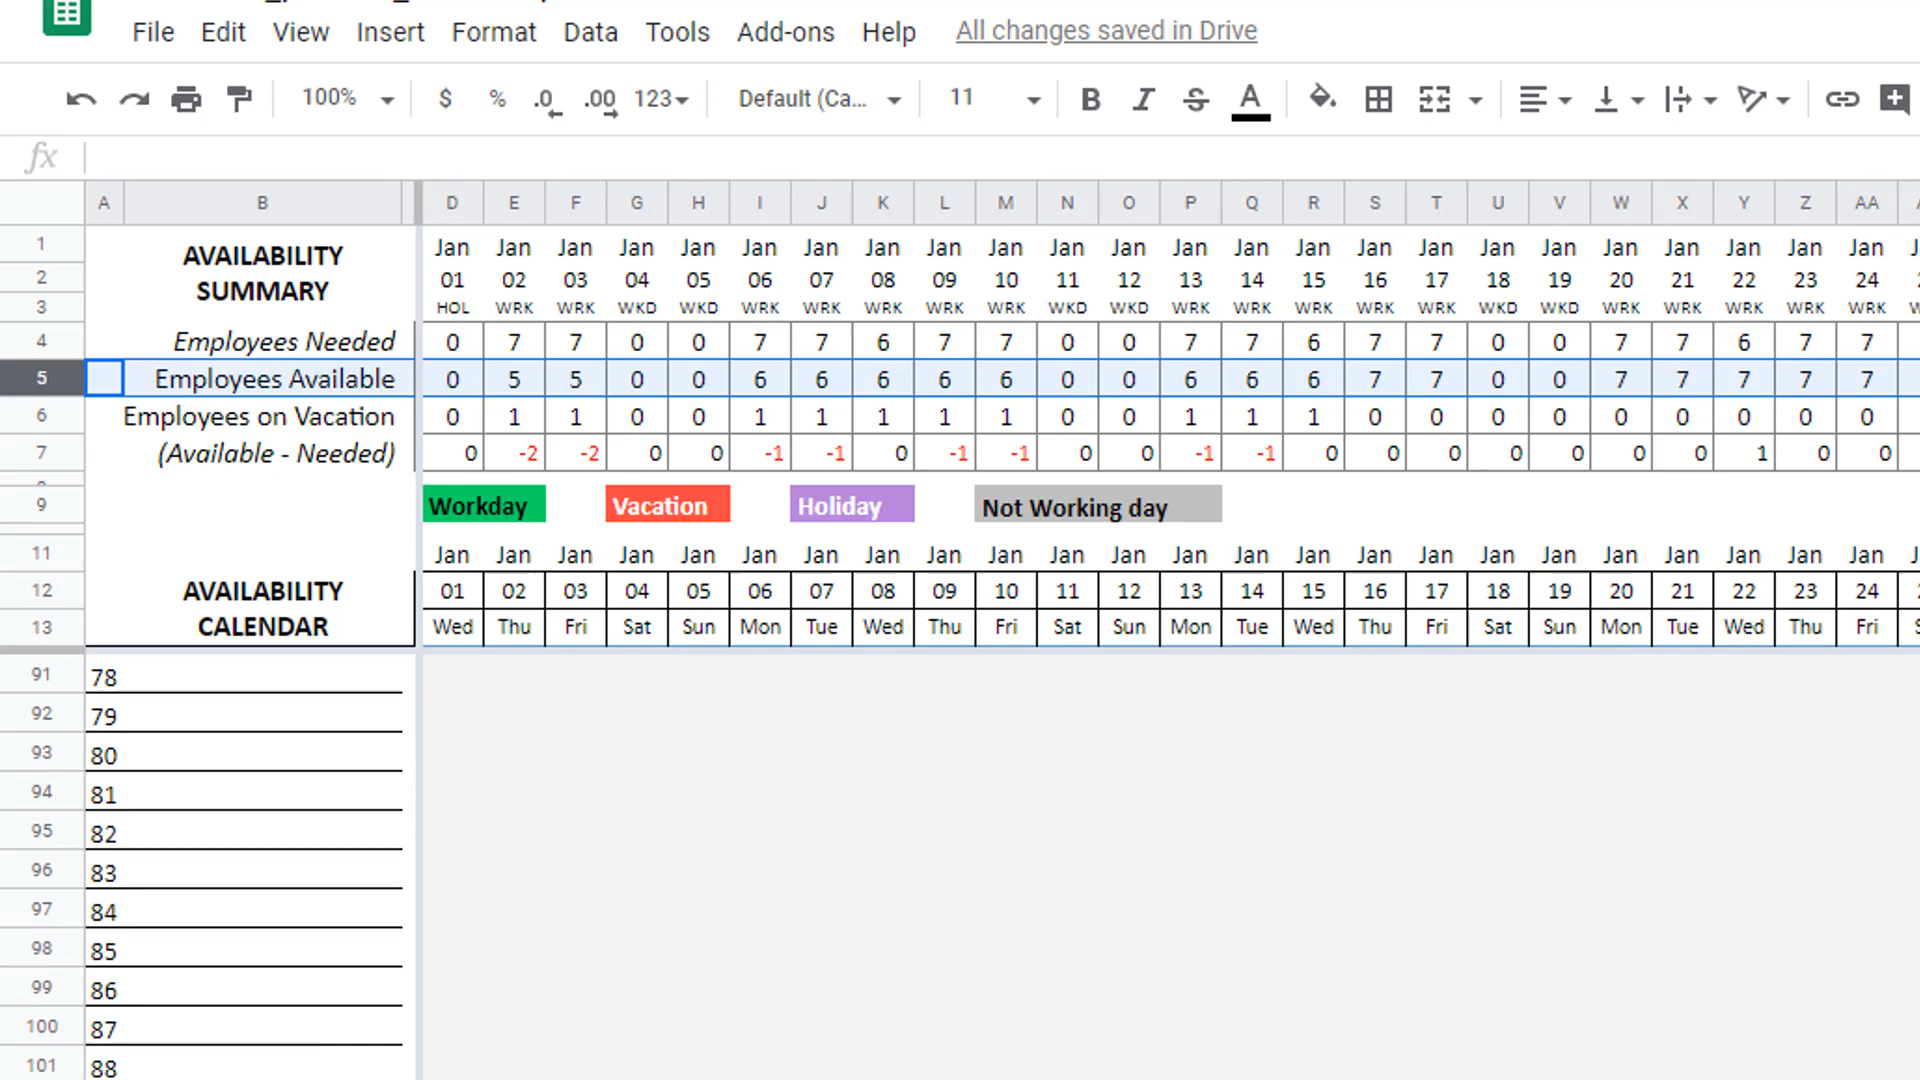 File Edit View Insert Format Data Tools Add-ons Help All changes saved in Drive
100% $ % .0 .00 123 Default (Ca... 11 B I S A
fx
A B D E F G H I J K L M N O P Q R S T U V W X Y Z AA
1 AVAILABILITY Jan Jan Jan Jan Jan Jan Jan Jan Jan Jan Jan Jan Jan Jan Jan Jan Jan Jan Jan Jan Jan Jan Jan Jan
2 SUMMARY 01 02 03 04 05 06 07 08 09 10 11 12 13 14 15 16 17 18 19 20 21 22 23 24
3 HOL WRK WRK WKD WKD WRK WRK WRK WRK WRK WKD WKD WRK WRK WRK WRK WRK WKD WKD WRK WRK WRK WRK WRK
4 Employees Needed 0 7 7 0 0 7 7 6 7 7 0 0 7 7 6 7 7 0 0 7 7 6 7 7
5 Employees Available 0 5 5 0 0 6 6 6 6 6 0 0 6 6 6 7 7 0 0 7 7 7 7 7
6 Employees on Vacation 0 1 1 0 0 1 1 1 1 1 0 0 1 1 1 0 0 0 0 0 0 0 0 0
7 (Available - Needed) 0 -2 -2 0 0 -1 -1 0 -1 -1 0 0 -1 -1 0 0 0 0 0 0 0 1 0 0
9 Workday Vacation Holiday Not Working day
11 Jan Jan Jan Jan Jan Jan Jan Jan Jan Jan Jan Jan Jan Jan Jan Jan Jan Jan Jan Jan Jan Jan Jan Jan
12 AVAILABILITY 01 02 03 04 05 06 07 08 09 10 11 12 13 14 15 16 17 18 19 20 21 22 23 24
13 CALENDAR Wed Thu Fri Sat Sun Mon Tue Wed Thu Fri Sat Sun Mon Tue Wed Thu Fri Sat Sun Mon Tue Wed Thu Fri
91 78
92 79
93 80
94 81
95 82
96 83
97 84
98 85
99 86
100 87
101 88